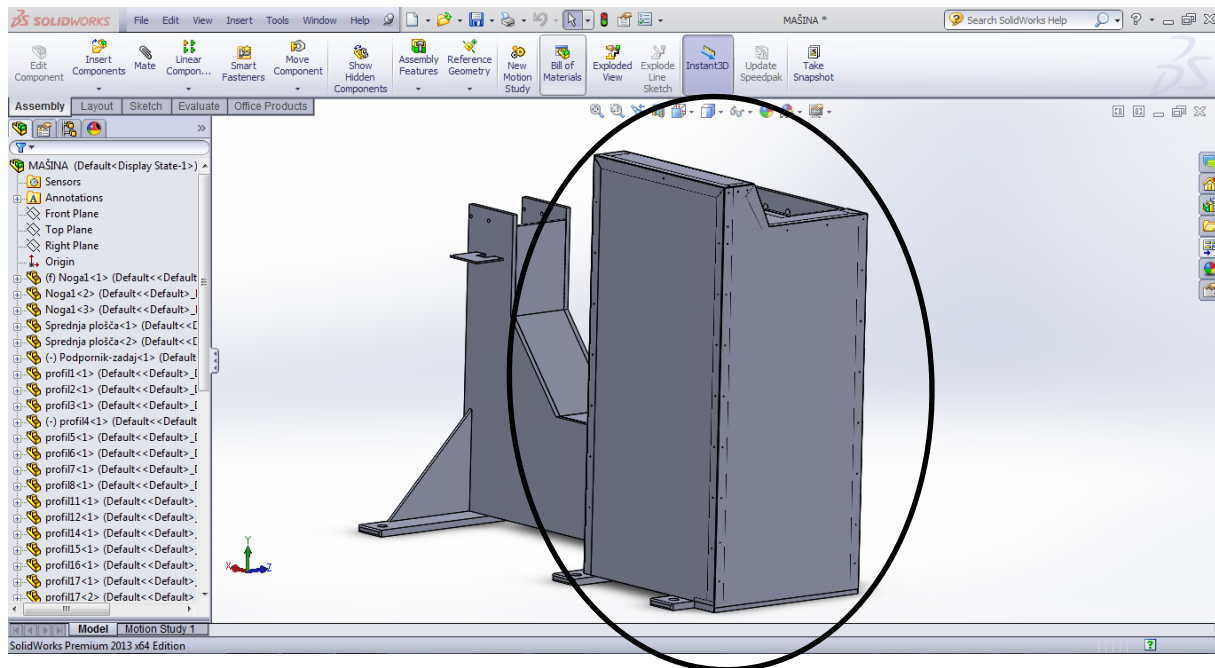 SOLIDWORKS File Edit View Insert Tools Window Help MAŠINA * Search SolidWorks Help
Edit Component
Insert Components
Mate
Linear Compon...
Smart Fasteners
Move Component
Show Hidden Components
Assembly Features
Reference Geometry
New Motion Study
Bill of Materials
Exploded View
Explode Line Sketch
Instant3D
Update Speedpak
Take Snapshot
Assembly Layout Sketch Evaluate Office Products
MAŠINA (Default<Display State-1>)
Sensors
Annotations
Front Plane
Top Plane
Right Plane
Origin
(f) Noga1<1> (Default<<Default
Noga1<2> (Default<<Default>_
Noga1<3> (Default<<Default>_
Sprednja plošča<1> (Default<<D
Sprednja plošča<2> (Default<<D
(-) Podpornik-zadaj<1> (Default
profil1<1> (Default<<Default>_D
profil2<1> (Default<<Default>_D
profil3<1> (Default<<Default>_D
(-) profil4<1> (Default<<Default
profil5<1> (Default<<Default>_D
profil6<1> (Default<<Default>_D
profil7<1> (Default<<Default>_D
profil8<1> (Default<<Default>_D
profil11<1> (Default<<Default>_
profil12<1> (Default<<Default>_
profil14<1> (Default<<Default>_
profil15<1> (Default<<Default>_
profil16<1> (Default<<Default>_
profil17<1> (Default<<Default>_
profil17<2> (Default<<Default>
Y
X Z
Model Motion Study 1
SolidWorks Premium 2013 x64 Edition